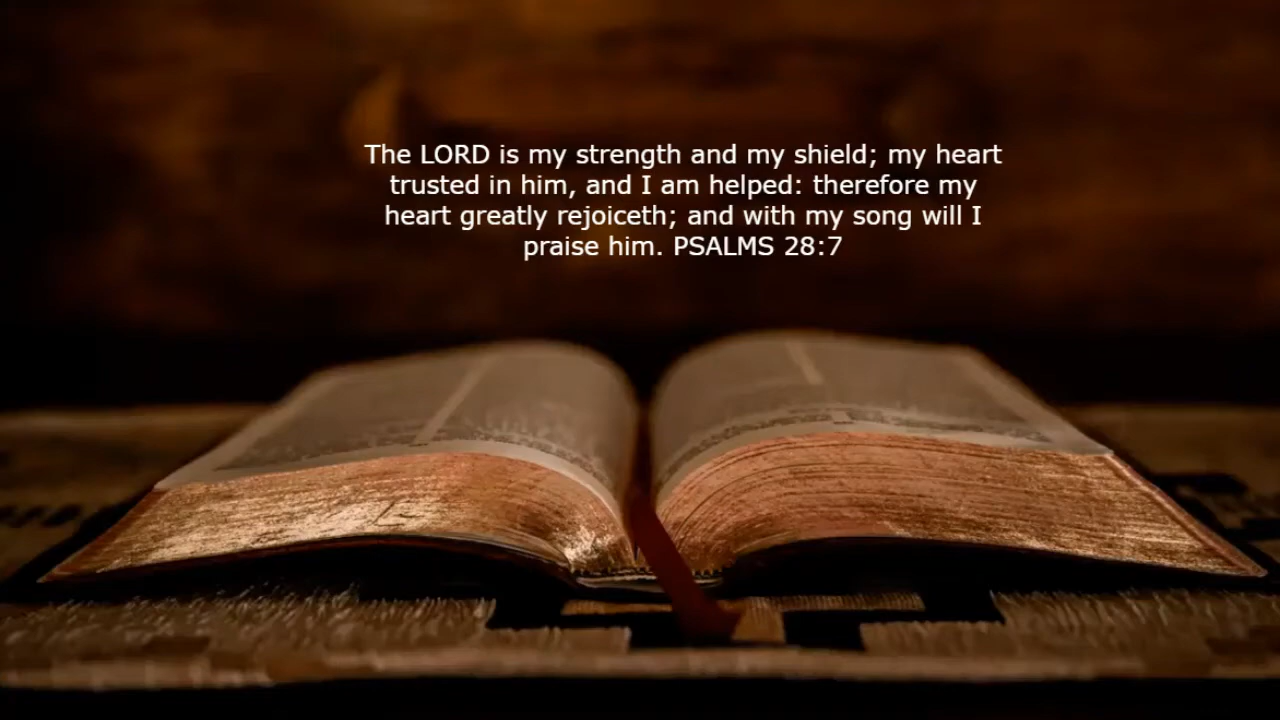 The LORD is my strength and my shield; my heart
trusted in him, and I am helped: therefore my
heart greatly rejoiceth; and with my song will I
praise him. PSALMS 28:7